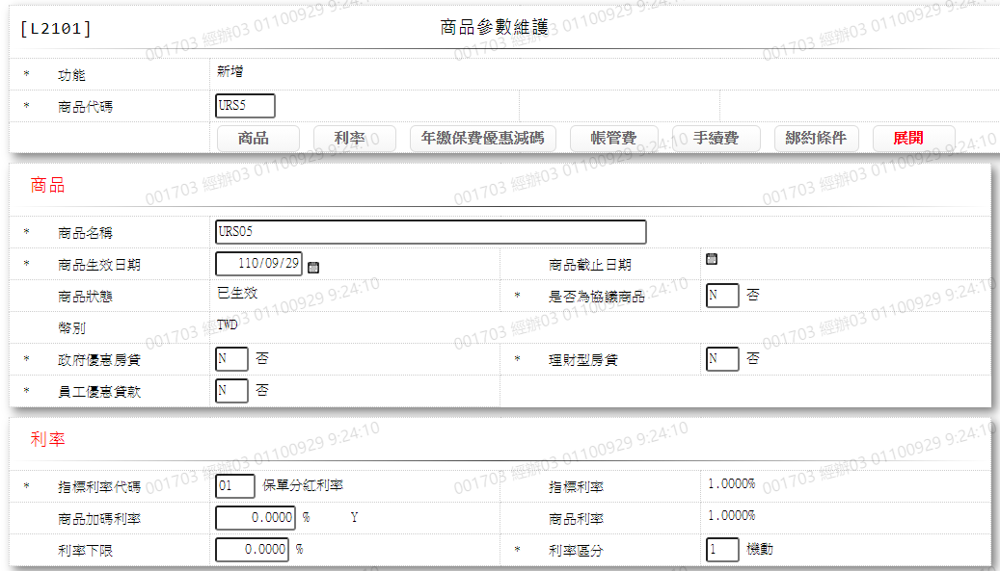 [L2101] 商品參數維護
* 功能 新增
* 商品代碼 URS5
商品 利率 年繳保費優惠減碼 帳管費 手續費 綁約條件 展開
商品
* 商品名稱 URS05
* 商品生效日期 110/09/29 商品截止日期
商品狀態 已生效 * 是否為協議商品 N 否
幣別 TWD
* 政府優惠房貸 N 否 * 理財型房貸 N 否
* 員工優惠貸款 N 否
利率
* 指標利率代碼 01 保單分紅利率 指標利率 1.0000%
商品加碼利率 0.0000 % Y 商品利率 1.0000%
利率下限 0.0000 % * 利率區分 1 機動
001703 經辦03 01100929 9:24:10